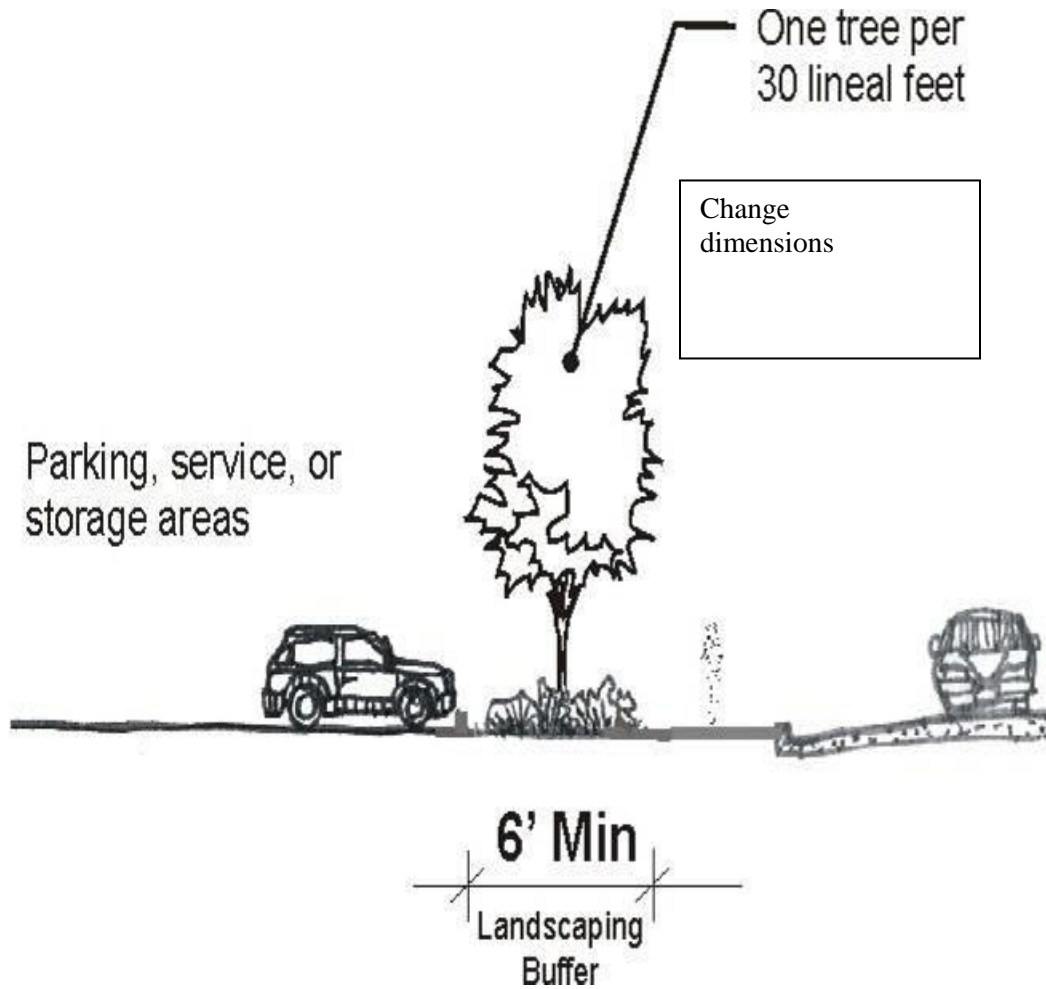 One tree per
30 lineal feet
Change
dimensions
Parking, service, or
storage areas
6’ Min
Landscaping
Buffer